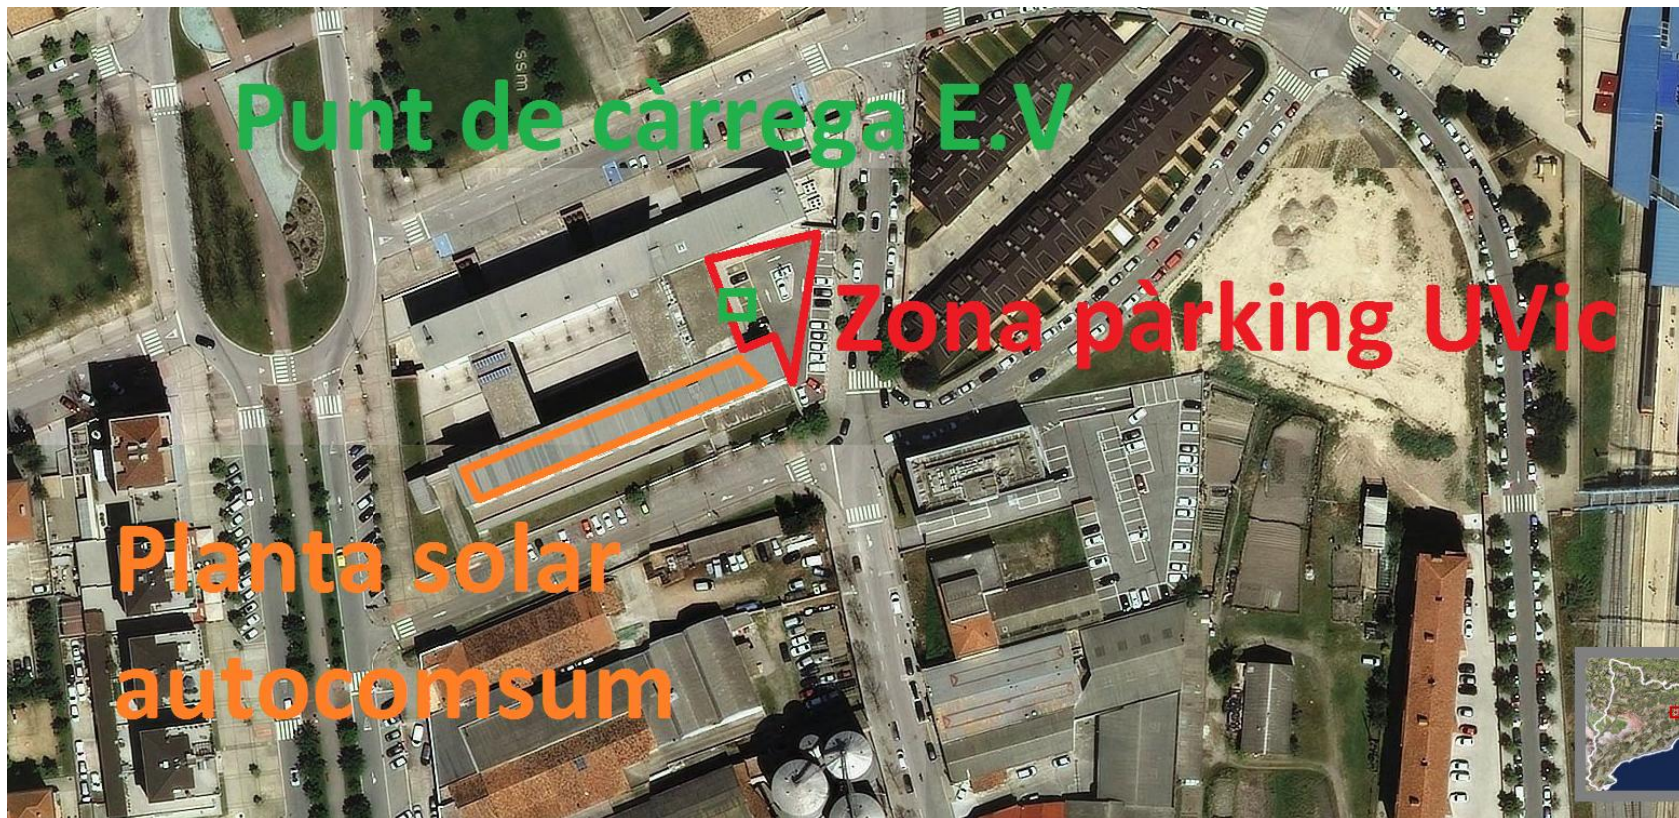 Punt de càrrega E.V
Zona pàrking UVic
Planta solar
autocomsum